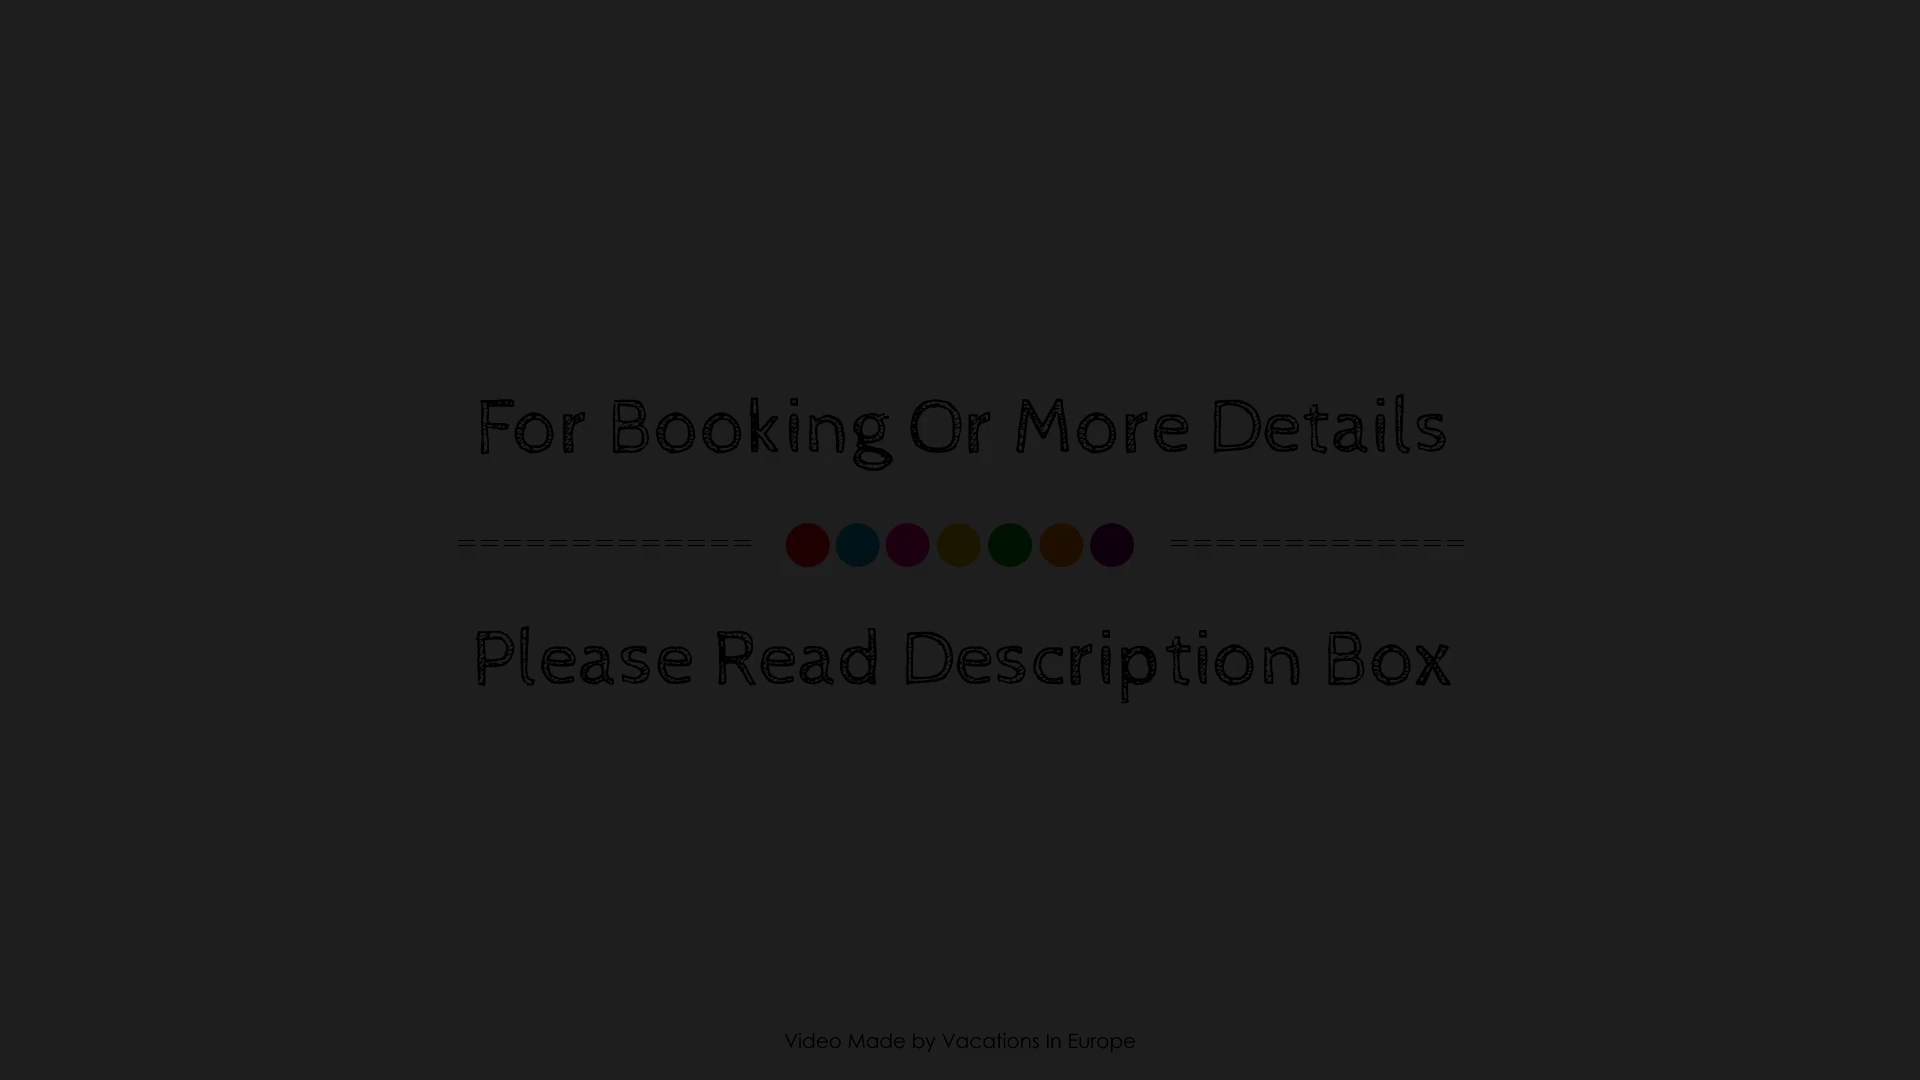 For Booking Or More Details
============= =============
Please Read Description Box
Video Made by Vacations In Europe